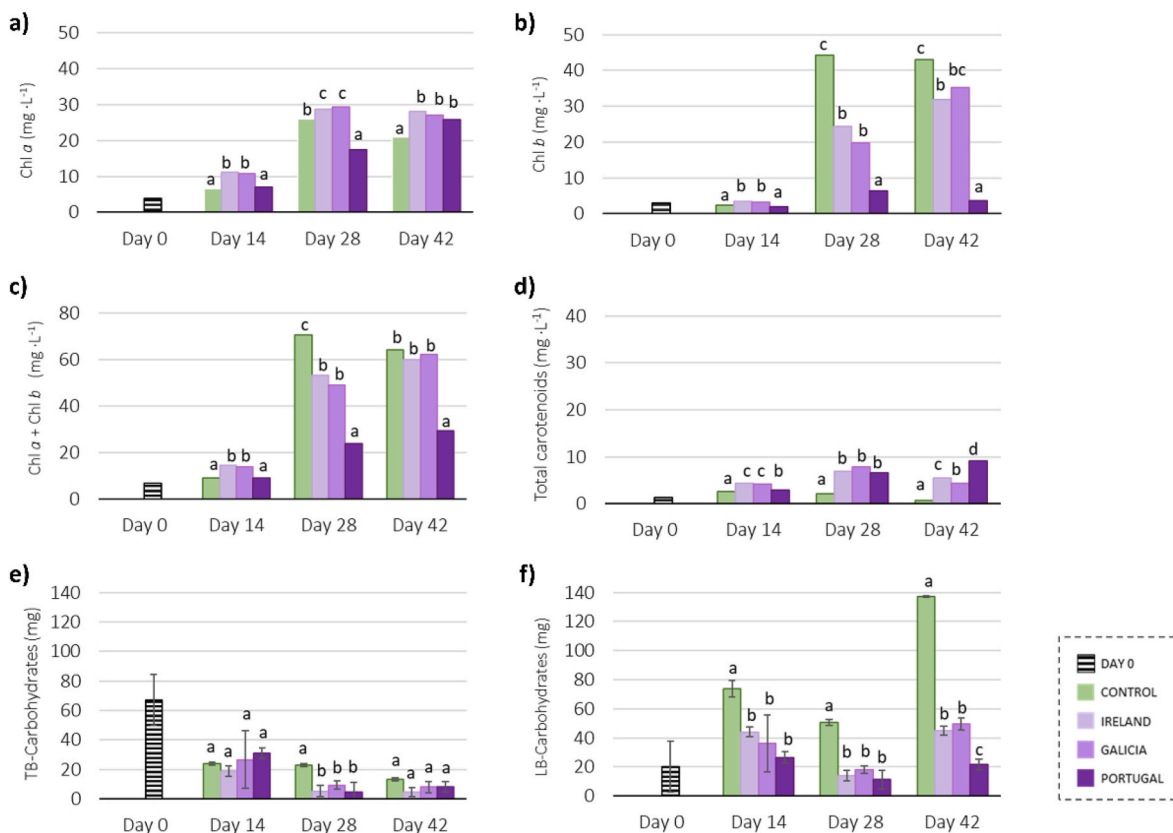 a)
Chl a (mg ·L⁻¹)
50
40
30
20
10
0
a b b a
b c c a
a b b b
Day 0 Day 14 Day 28 Day 42
b)
Chl b (mg ·L⁻¹)
50
40
30
20
10
0
a b b a
c b b a
c b bc a
Day 0 Day 14 Day 28 Day 42
c)
Chl a + Chl b (mg ·L⁻¹)
80
60
40
20
0
a b b a
c b b a
b b b a
Day 0 Day 14 Day 28 Day 42
d)
Total carotenoids (mg ·L⁻¹)
40
30
20
10
0
a c c b
a b b b
a c b d
Day 0 Day 14 Day 28 Day 42
e)
TB-Carbohydrates (mg)
140
120
100
80
60
40
20
0
a a a a
a b b b
a a a a
Day 0 Day 14 Day 28 Day 42
f)
LB-Carbohydrates (mg)
140
120
100
80
60
40
20
0
a b b b
a b b b
a b b c
Day 0 Day 14 Day 28 Day 42
DAY 0
CONTROL
IRELAND
GALICIA
PORTUGAL